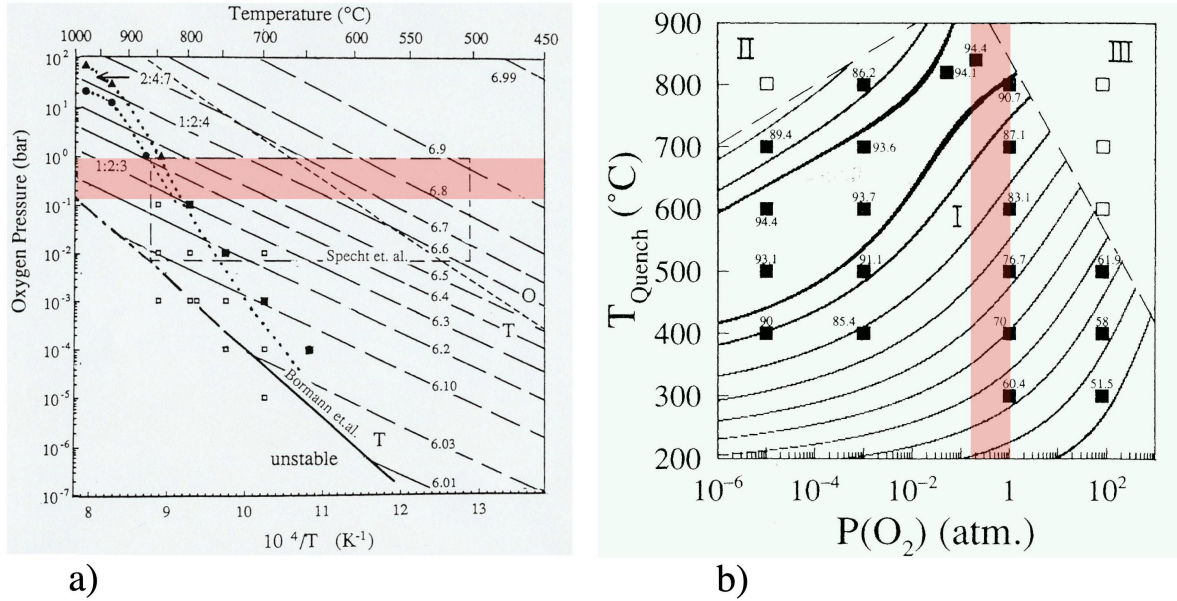 Temperature (°C)
1000 900 800 700 600 550 500 450
10² 2:4:7 6.99
10¹ 1:2:4
10⁰ 6.9
1:2:3 6.8
10⁻¹ 6.7
10⁻² Specht et. al. 6.6
6.5
10⁻³ 6.4 O
6.3 T
10⁻⁴ 6.2
Bormann et.al. 6.10
10⁻⁵
T 6.03
10⁻⁶ unstable
6.01
10⁻⁷
Oxygen Pressure (bar)
8 9 10 11 12 13
10 ⁴/T (K⁻¹)
a)
900 II 94.4 III
86.2 94.1
800 90.7
89.4 87.1
700 93.6
93.7 83.1
600 94.4 I
93.1 91.1 76.7 61.9
500
90 85.4 70 58
400
60.4 51.5
300
200
T Quench (°C)
10⁻⁶ 10⁻⁴ 10⁻² 1 10²
P(O₂) (atm.)
b)